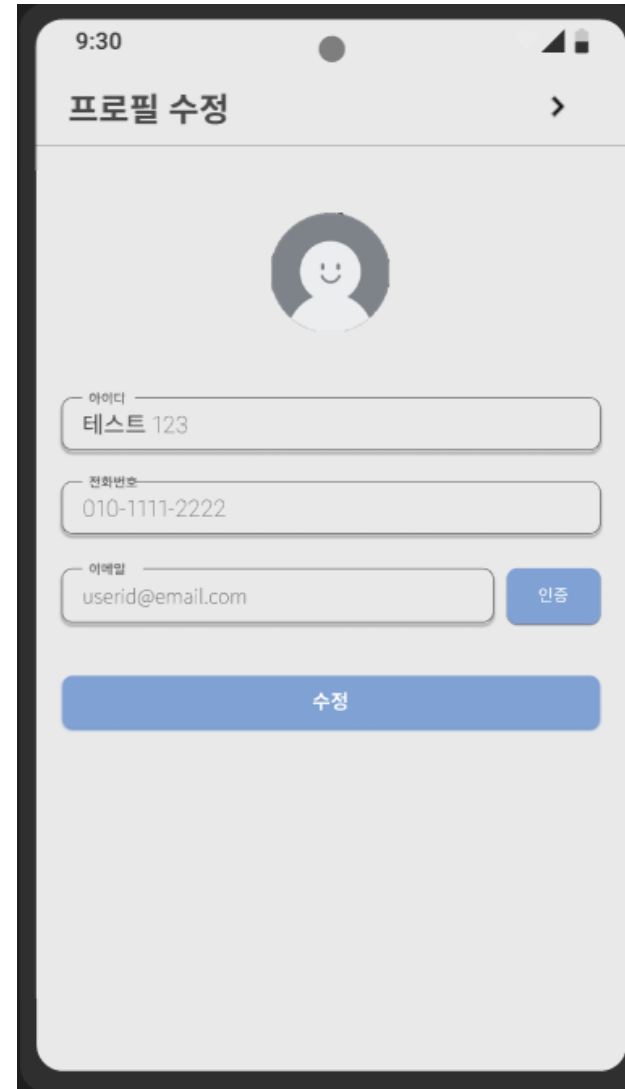 9:30
프로필 수정
아이디
테스트 123
전화번호
010-1111-2222
이메일
userid@email.com
인증
수정